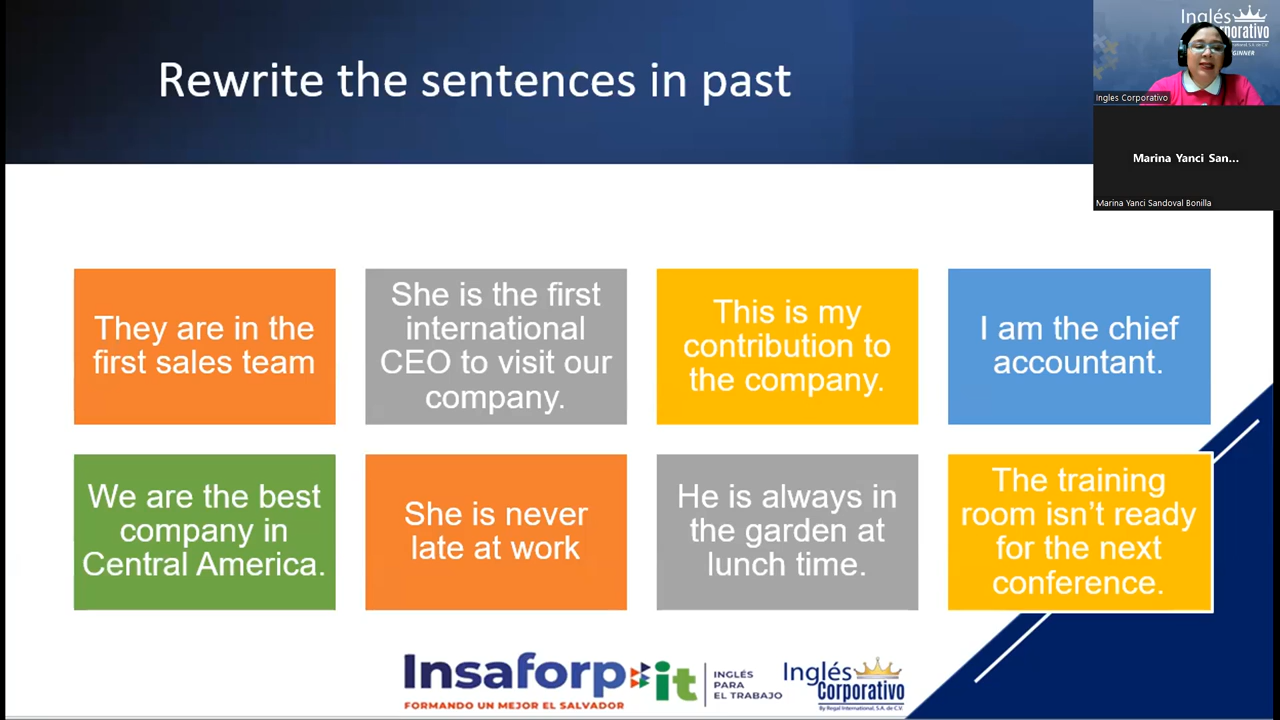 Rewrite the sentences in past
Inglés
Corporativo
Ingles Corporativo
Marina Yanci San...
Marina Yanci Sandoval Bonilla
They are in the
first sales team
She is the first
international
CEO to visit our
company.
This is my
contribution to
the company.
I am the chief
accountant.
We are the best
company in
Central America.
She is never
late at work
He is always in
the garden at
lunch time.
The training
room isn't ready
for the next
conference.
Insaforp it
FORMANDO UN MEJOR EL SALVADOR
INGLÉS
PARA
EL TRABAJO
Inglés
Corporativo
By Regal International, S.A. de C.V.